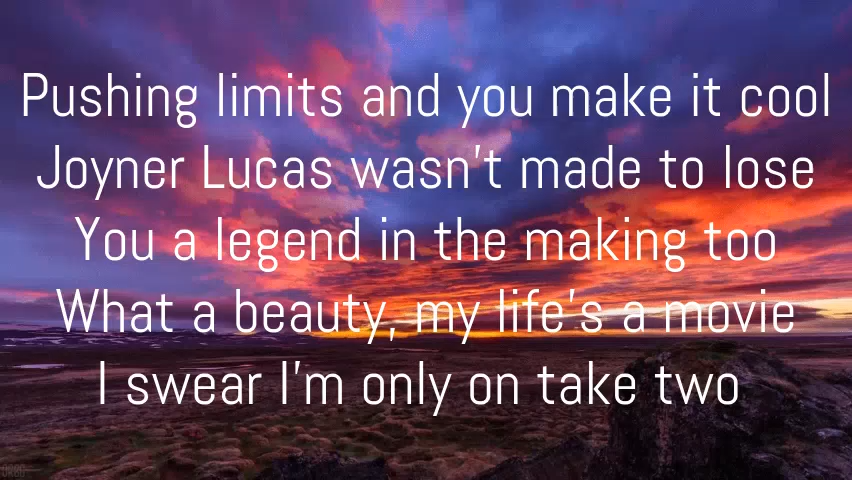 Pushing limits and you make it cool
Joyner Lucas wasn't made to lose
You a legend in the making too
What a beauty, my life's a movie
I swear I'm only on take two